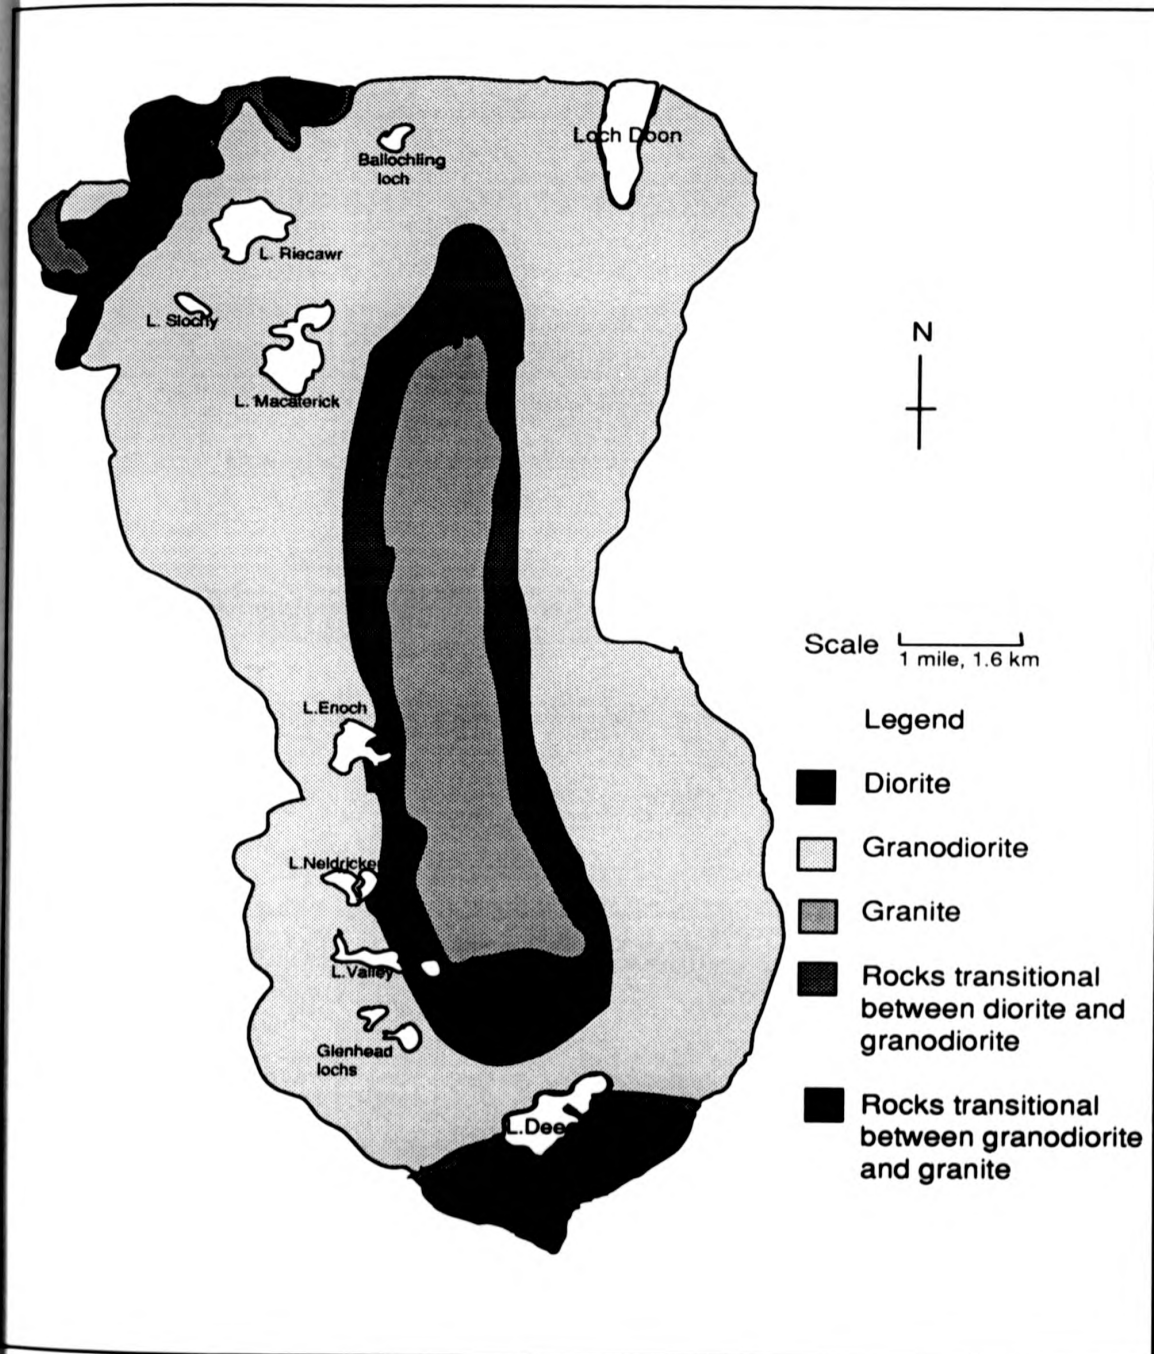 Loch Doon
Ballochling
loch
L. Riecawr
L. Slochy
L. Macaterick
N
Scale
1 mile, 1.6 km
L.Enoch
Legend
Diorite
Granodiorite
L.Neldricke
Granite
L.Valley
Rocks transitional
between diorite and
granodiorite
Glenhead
lochs
L.Dee
Rocks transitional
between granodiorite
and granite